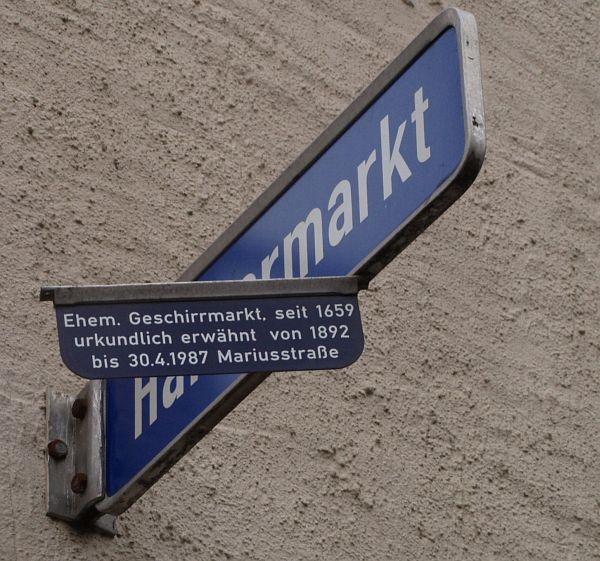 Ehem. Geschirrmarkt, seit 1659
urkundlich erwähnt von 1892
bis 30.4.1987 Mariusstraße